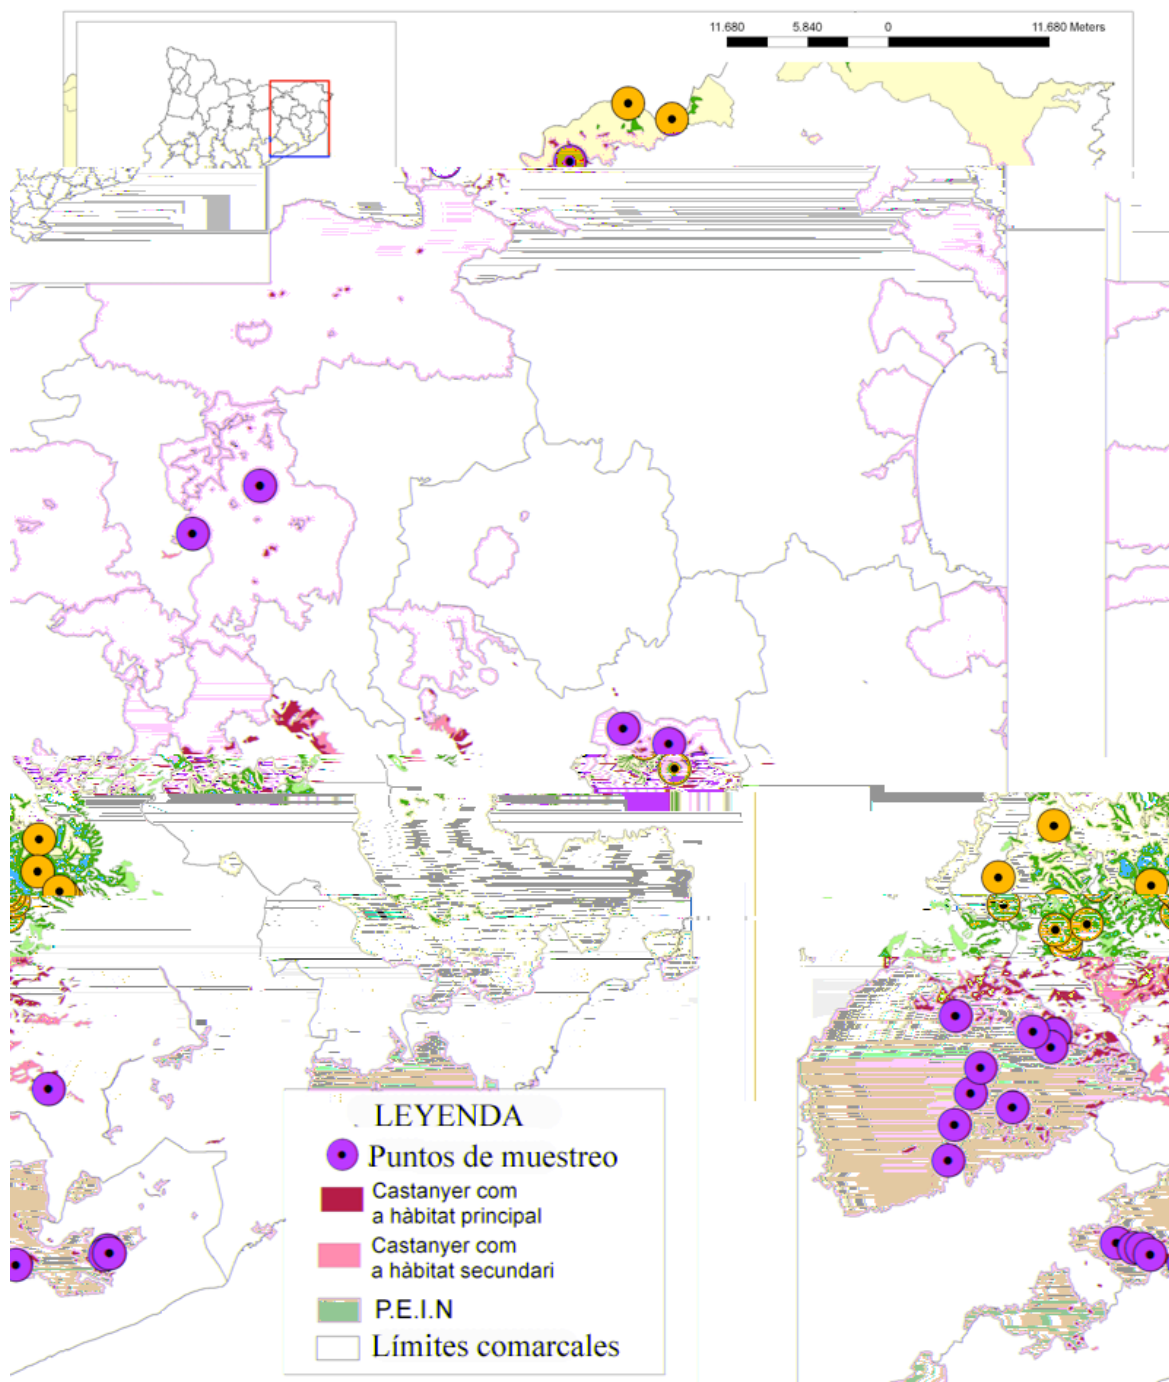 11.680 5.840 0 11.680 Meters
LEYENDA
Puntos de muestreo
Castanyer com
a hàbitat principal
Castanyer com
a hàbitat secundari
P.E.I.N
Límites comarcales